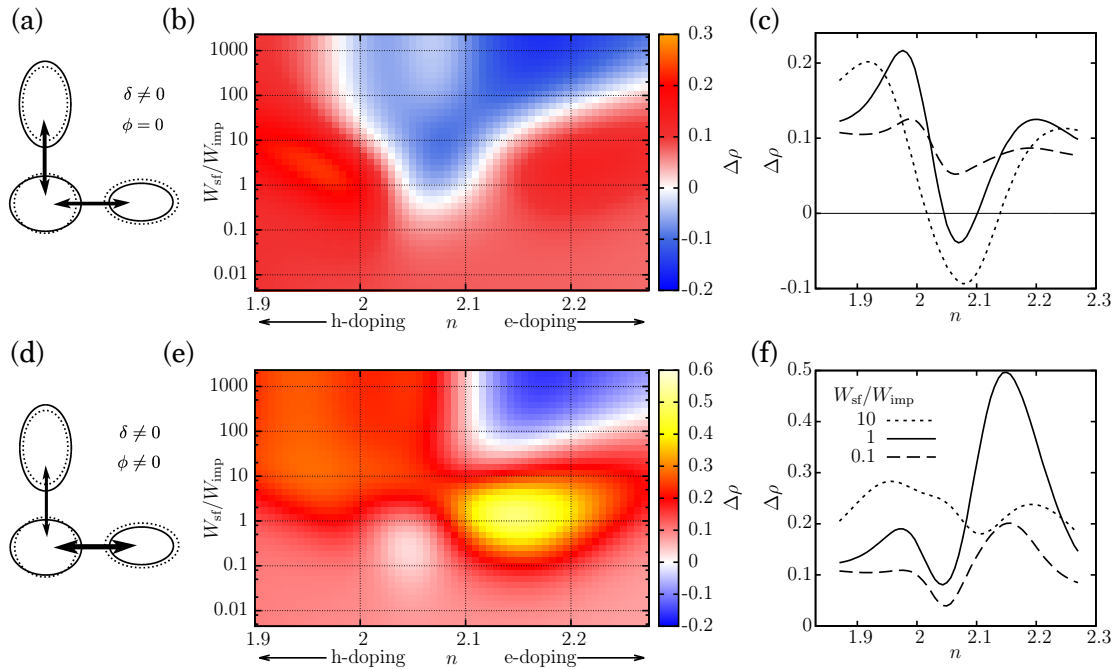 (a)
δ ≠ 0
ϕ = 0
(b)
1000
100
10
1
0.1
0.01
W_sf/W_imp
1.9 2 2.1 2.2
h-doping n e-doping
0.3
0.2
0.1
0
-0.1
-0.2
Δρ
(c)
0.2
0.1
0
-0.1
Δρ
1.9 2 2.1 2.2 2.3
n
(d)
δ ≠ 0
ϕ ≠ 0
(e)
1000
100
10
1
0.1
0.01
W_sf/W_imp
1.9 2 2.1 2.2
h-doping n e-doping
0.6
0.5
0.4
0.3
0.2
0.1
0
-0.1
-0.2
Δρ
(f)
0.5
0.4
0.3
0.2
0.1
0
Δρ
W_sf/W_imp
10
1
0.1
1.9 2 2.1 2.2 2.3
n